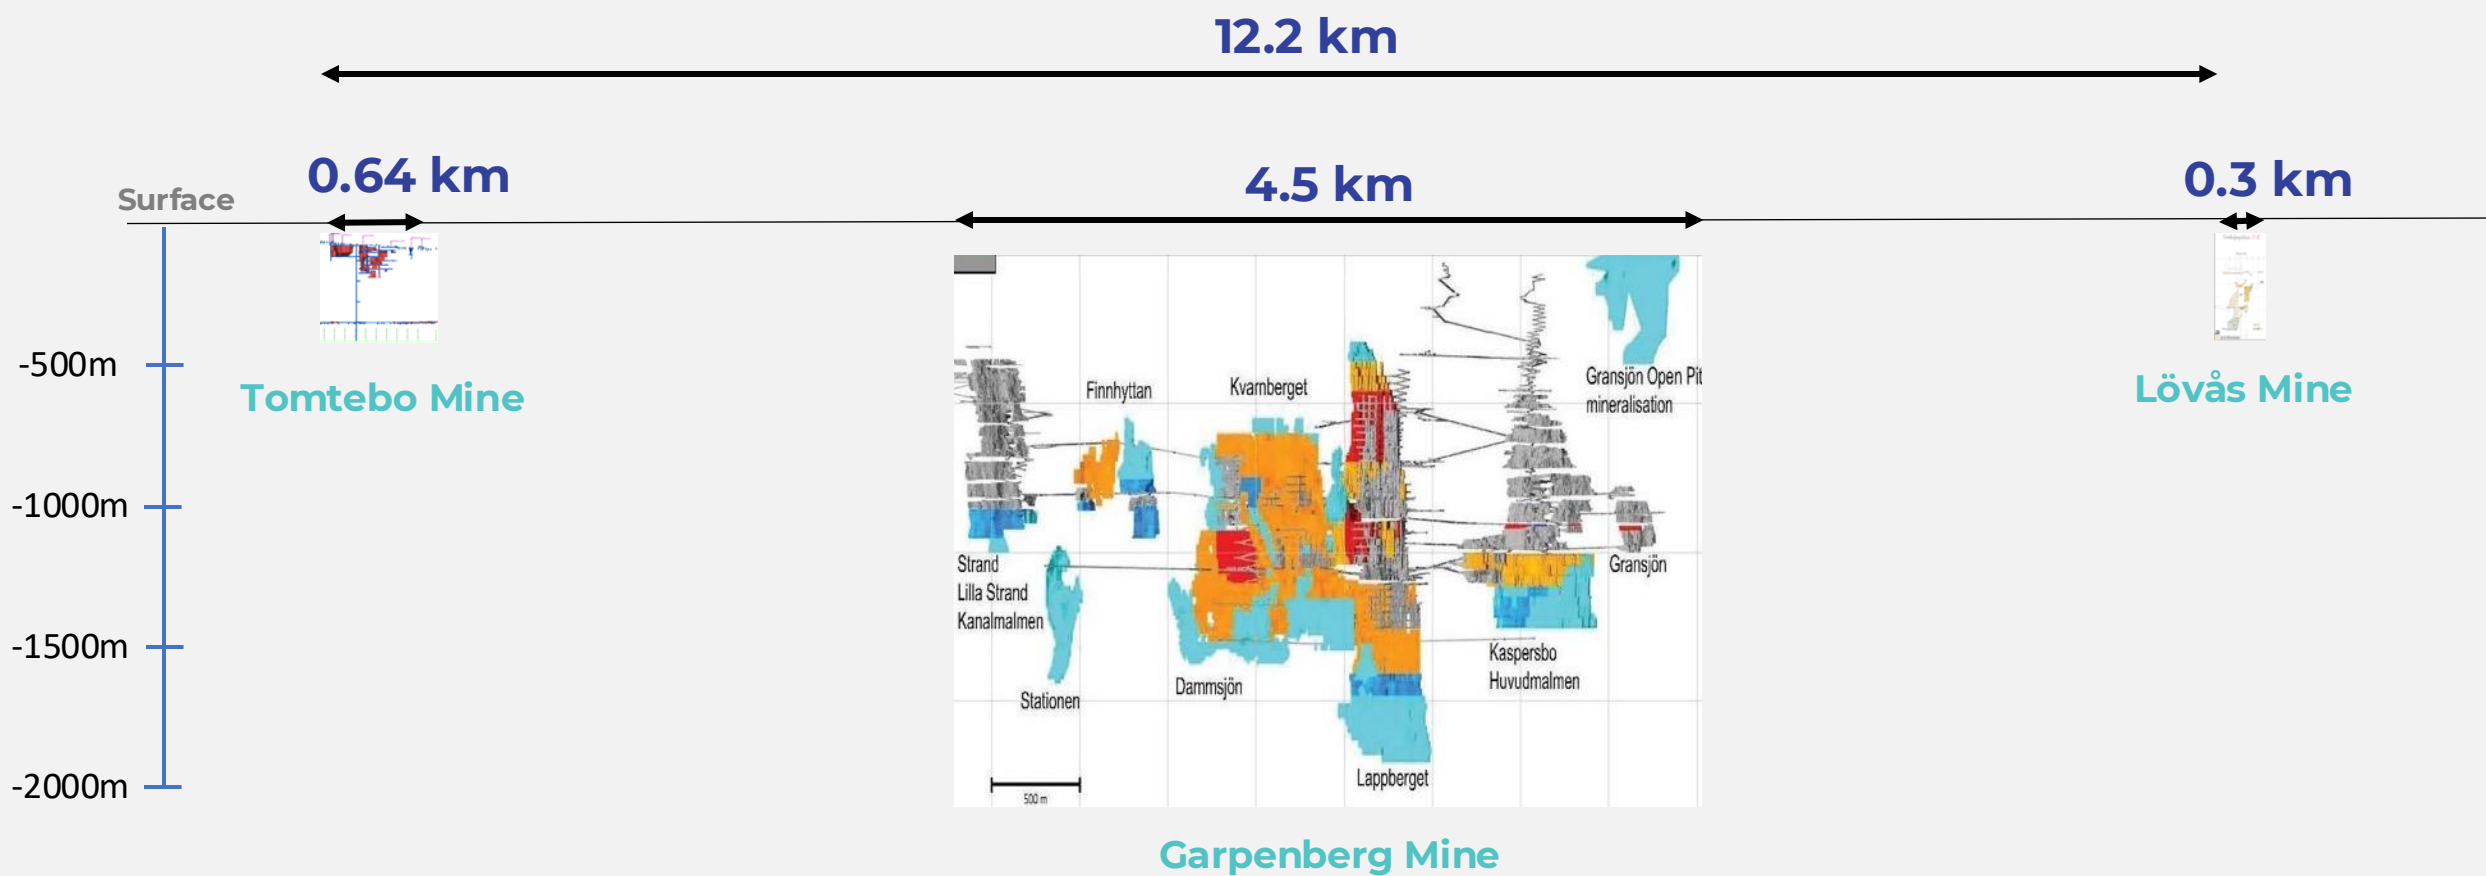 12.2 km
0.64 km
4.5 km
0.3 km
Surface
-500m
-1000m
-1500m
-2000m
Tomtebo Mine
Finnhyttan
Kvarnberget
Gransjön Open Pit
mineralisation
Strand
Lilla Strand
Kanalmalmen
Stationen
Dammsjön
Gransjön
Kaspersbo
Huvudmalmen
Lappberget
500 m
Garpenberg Mine
Lövås Mine